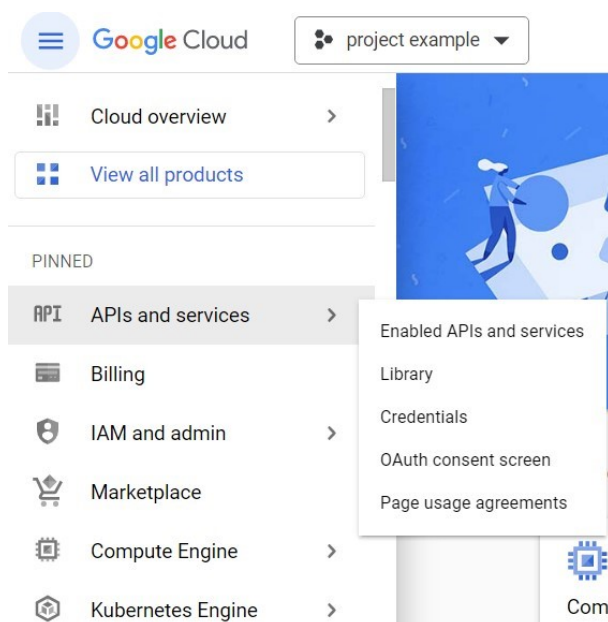 Google Cloud
project example
Cloud overview
View all products
PINNED
API APIs and services
Enabled APIs and services
Library
Billing
Credentials
IAM and admin
OAuth consent screen
Marketplace
Page usage agreements
Compute Engine
Kubernetes Engine
Com